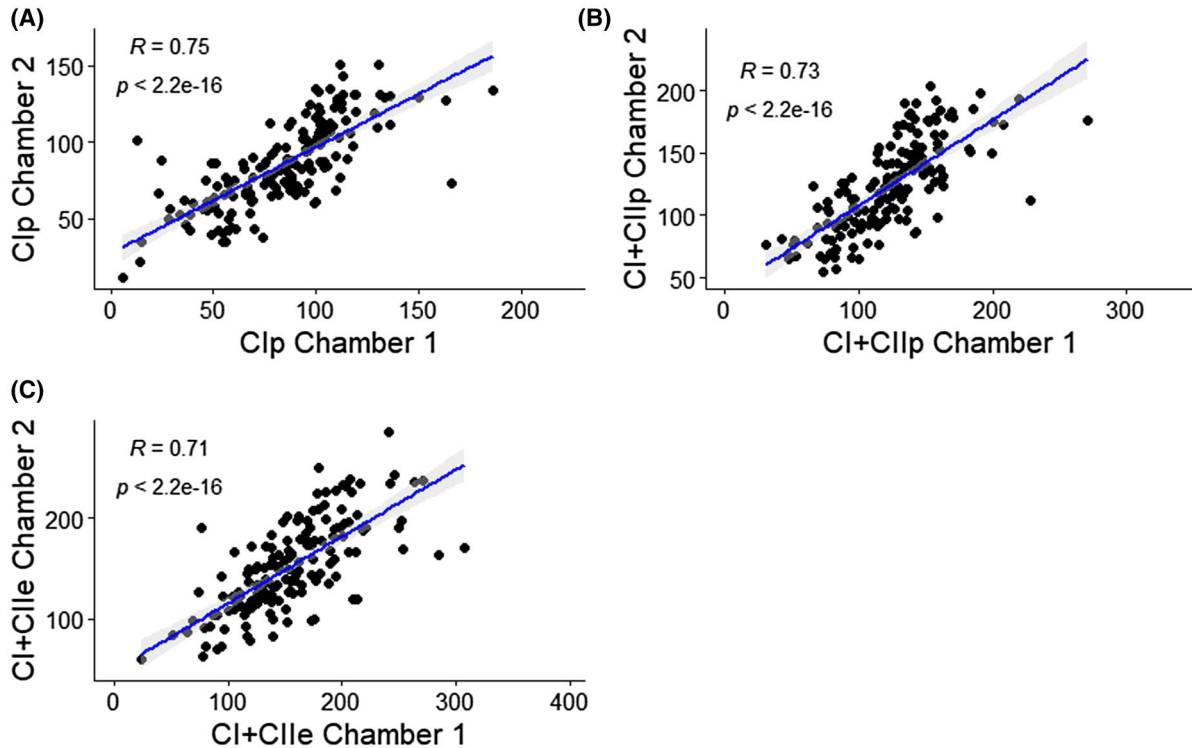 (A)
R = 0.75
p < 2.2e-16
150
100
50
0 50 100 150 200
CIp Chamber 2
CIp Chamber 1
(B)
R = 0.73
p < 2.2e-16
200
150
100
50
0 100 200 300
CI+CIIp Chamber 2
CI+CIIp Chamber 1
(C)
R = 0.71
p < 2.2e-16
200
100
0 100 200 300 400
CI+CIIe Chamber 2
CI+CIIe Chamber 1